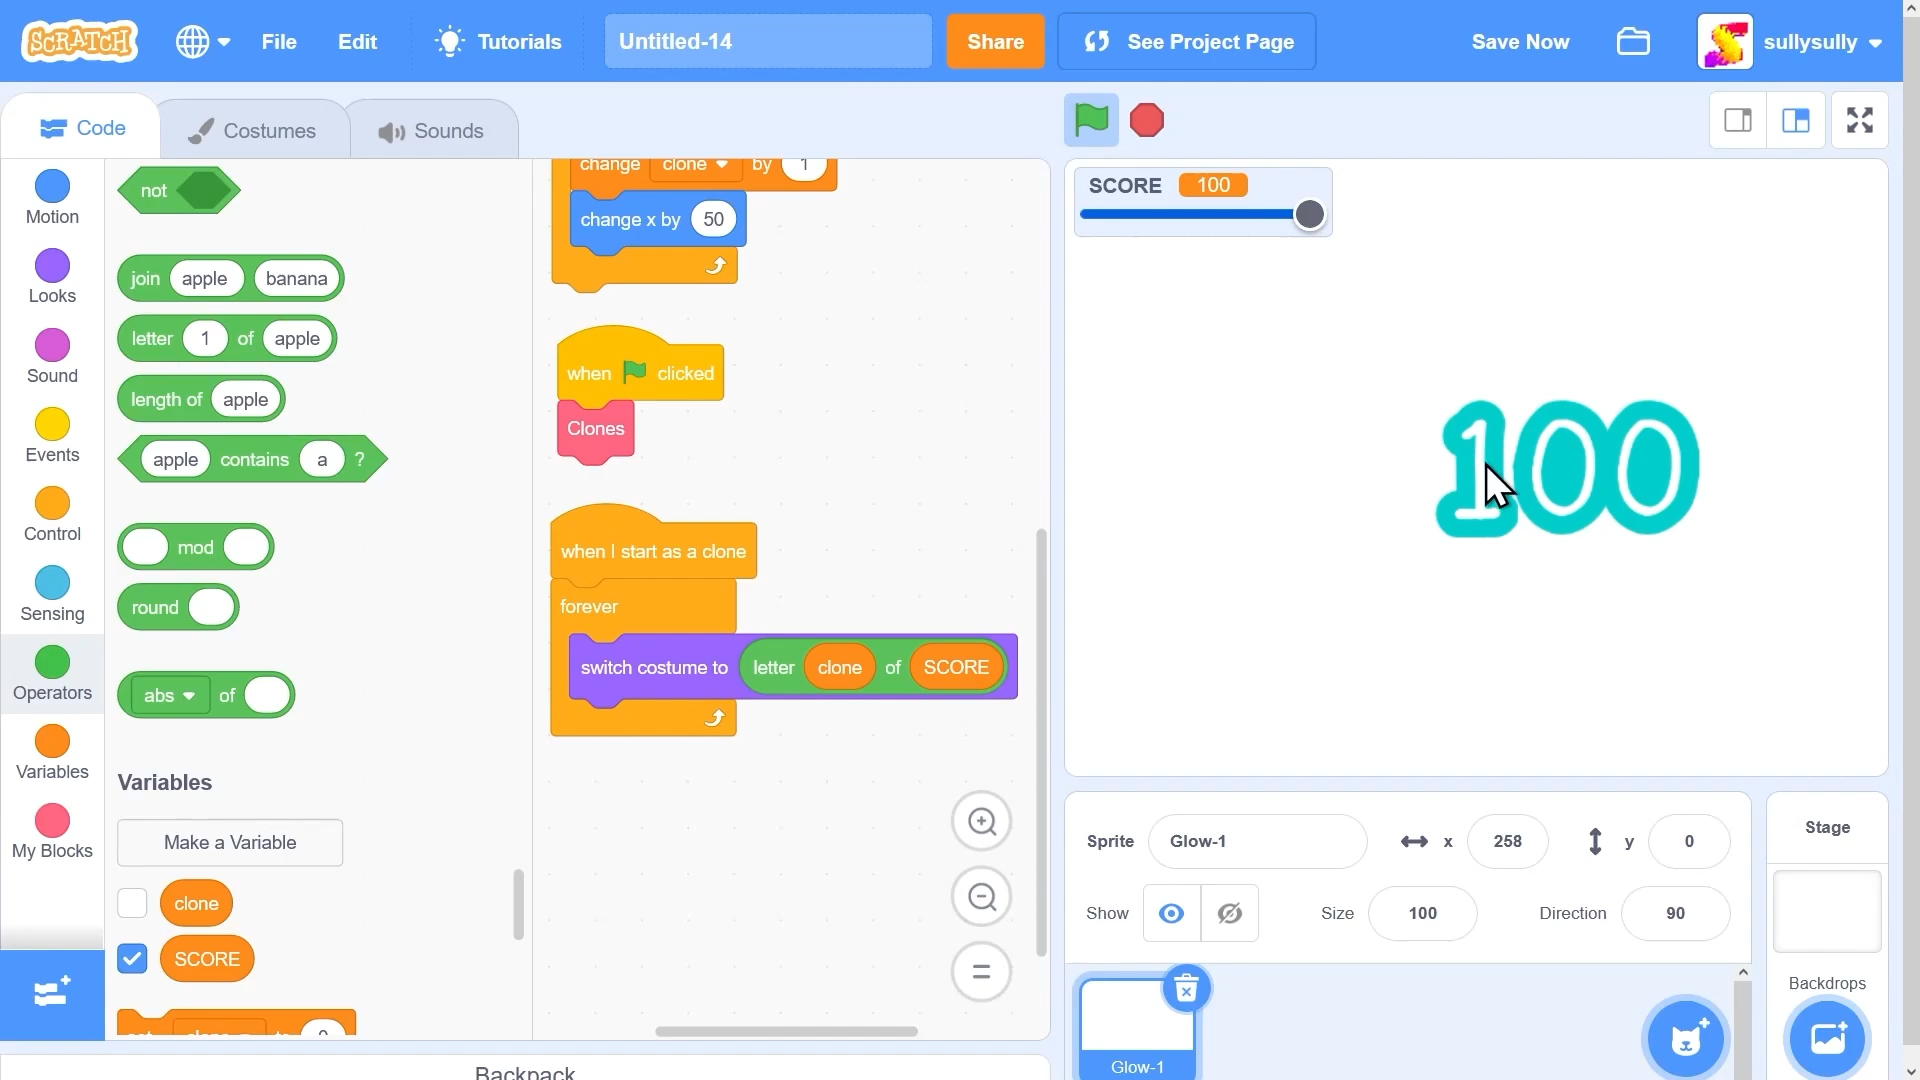 SCRATCH
File
Edit
Tutorials
Untitled-14
Share
See Project Page
Save Now
sullysully
Code
Costumes
Sounds
Motion
Looks
Sound
Events
Control
Sensing
Operators
Variables
My Blocks
not
join apple banana
letter 1 of apple
length of apple
apple contains a ?
mod
round
abs of
Variables
Make a Variable
clone
SCORE
change clone by 1
change x by 50
when clicked
Clones
when I start as a clone
forever
switch costume to letter clone of SCORE
Backpack
SCORE 100
100
Sprite Glow-1 x 258 y 0
Show Size 100 Direction 90
Glow-1
Stage
Backdrops